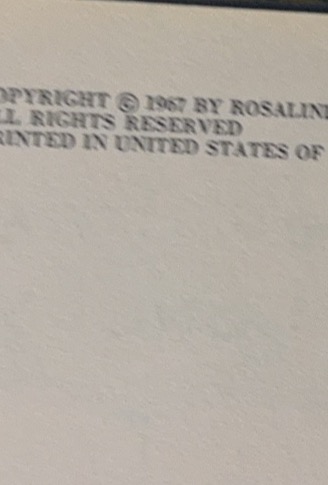 OPYRIGHT © 1967 BY ROSALIN
LL RIGHTS RESERVED
RINTED IN UNITED STATES OF